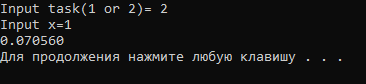 Input task(1 or 2)= 2
Input x=1
0.070560
Для продолжения нажмите любую клавишу . . .